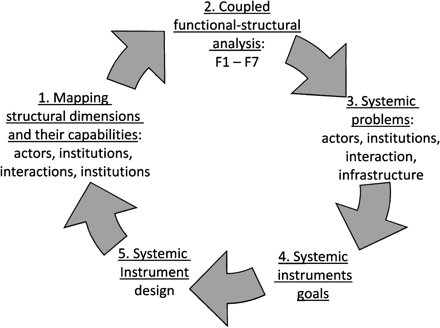 1. Mapping
structural dimensions
and their capabilities:
actors, institutions,
interactions, institutions
2. Coupled
functional-structural
analysis:
F1 – F7
3. Systemic
problems:
actors, institutions,
interaction,
infrastructure
4. Systemic
instruments
goals
5. Systemic
Instrument
design